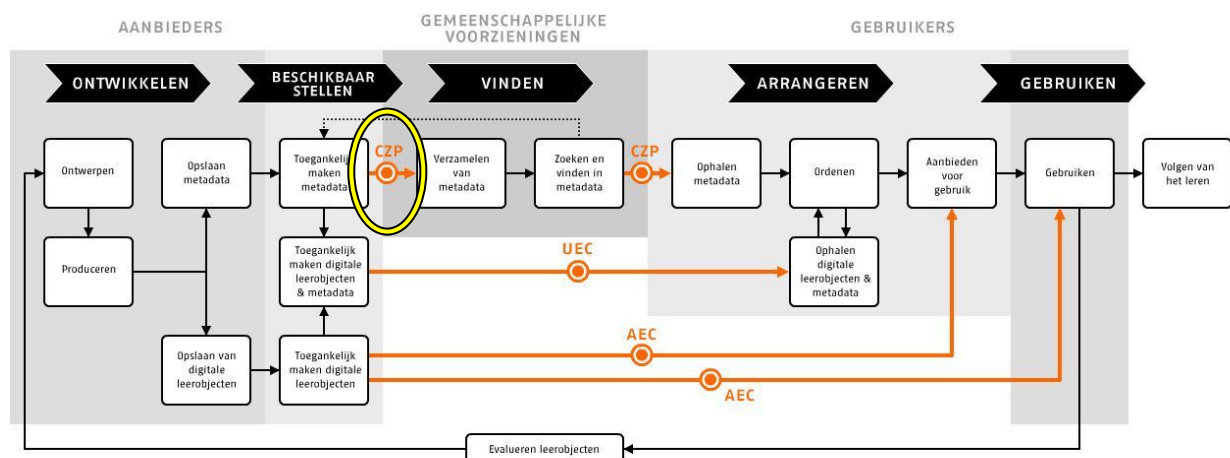 AANBIEDERS
GEMEENSCHAPPELIJKE
VOORZIENINGEN
GEBRUIKERS
ONTWIKKELEN
BESCHIKBAAR
STELLEN
VINDEN
ARRANGEREN
GEBRUIKEN
Ontwerpen
Opslaan
metadata
Toegankelijk
maken
metadata
CZP
Verzamelen
van
metadata
Zoeken en
vinden in
metadata
CZP
Ophalen
metadata
Ordenen
Aanbieden
voor
gebruik
Gebruiken
Volgen van
het leren
Produceren
Toegankelijk
maken digitale
leerobjecten
& metadata
UEC
Ophalen
digitale
leerobjecten &
metadata
Opslaan van
digitale
leerobjecten
Toegankelijk
maken digitale
leerobjecten
AEC
AEC
Evalueren leerobjecten